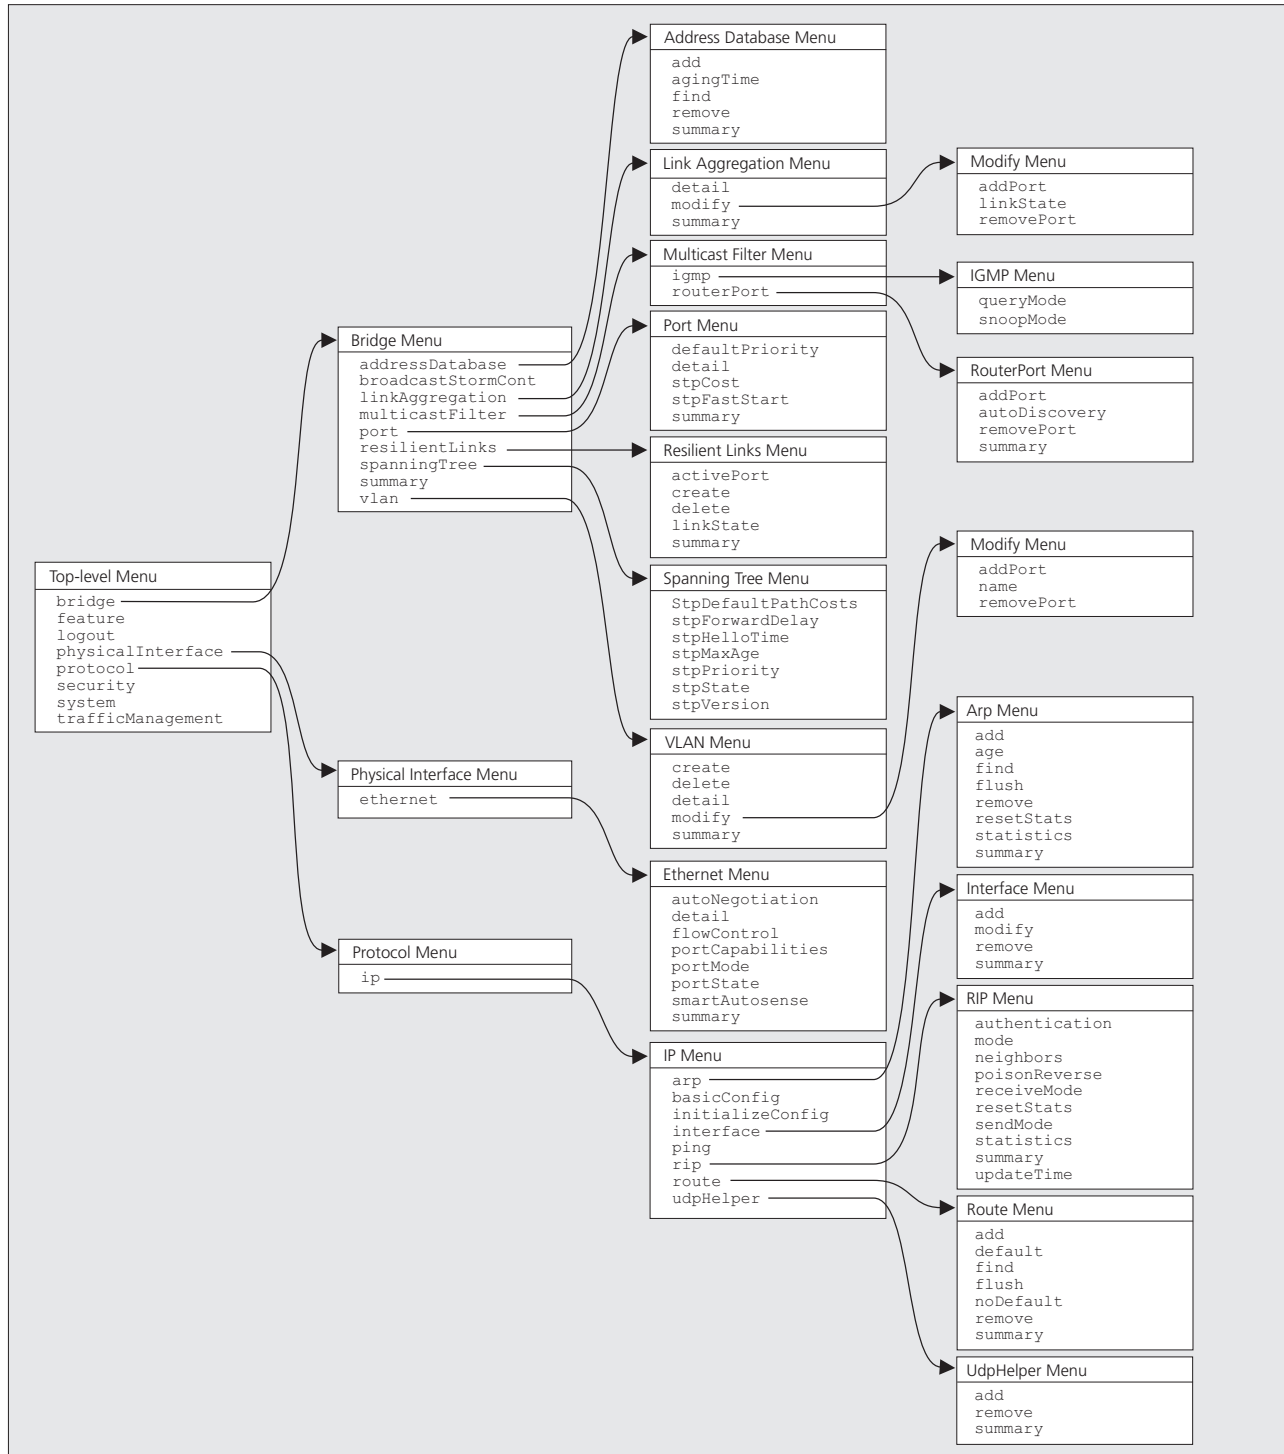 Top-level Menu
bridge
feature
logout
physicalInterface
protocol
security
system
trafficManagement
Bridge Menu
addressDatabase
broadcastStormCont
linkAggregation
multicastFilter
port
resilientLinks
spanningTree
summary
vlan
Physical Interface Menu
ethernet
Protocol Menu
ip
Address Database Menu
add
agingTime
find
remove
summary
Link Aggregation Menu
detail
modify
summary
Multicast Filter Menu
igmp
routerPort
Port Menu
defaultPriority
detail
stpCost
stpFastStart
summary
Resilient Links Menu
activePort
create
delete
linkState
summary
Spanning Tree Menu
StpDefaultPathCosts
stpForwardDelay
stpHelloTime
stpMaxAge
stpPriority
stpState
stpVersion
VLAN Menu
create
delete
detail
modify
summary
Ethernet Menu
autoNegotiation
detail
flowControl
portCapabilities
portMode
portState
smartAutosense
summary
IP Menu
arp
basicConfig
initializeConfig
interface
ping
rip
route
udpHelper
Modify Menu
addPort
linkState
removePort
IGMP Menu
queryMode
snoopMode
RouterPort Menu
addPort
autoDiscovery
removePort
summary
Modify Menu
addPort
name
removePort
Arp Menu
add
age
find
flush
remove
resetStats
statistics
summary
Interface Menu
add
modify
remove
summary
RIP Menu
authentication
mode
neighbors
poisonReverse
receiveMode
resetStats
sendMode
statistics
summary
updateTime
Route Menu
add
default
find
flush
noDefault
remove
summary
UdpHelper Menu
add
remove
summary